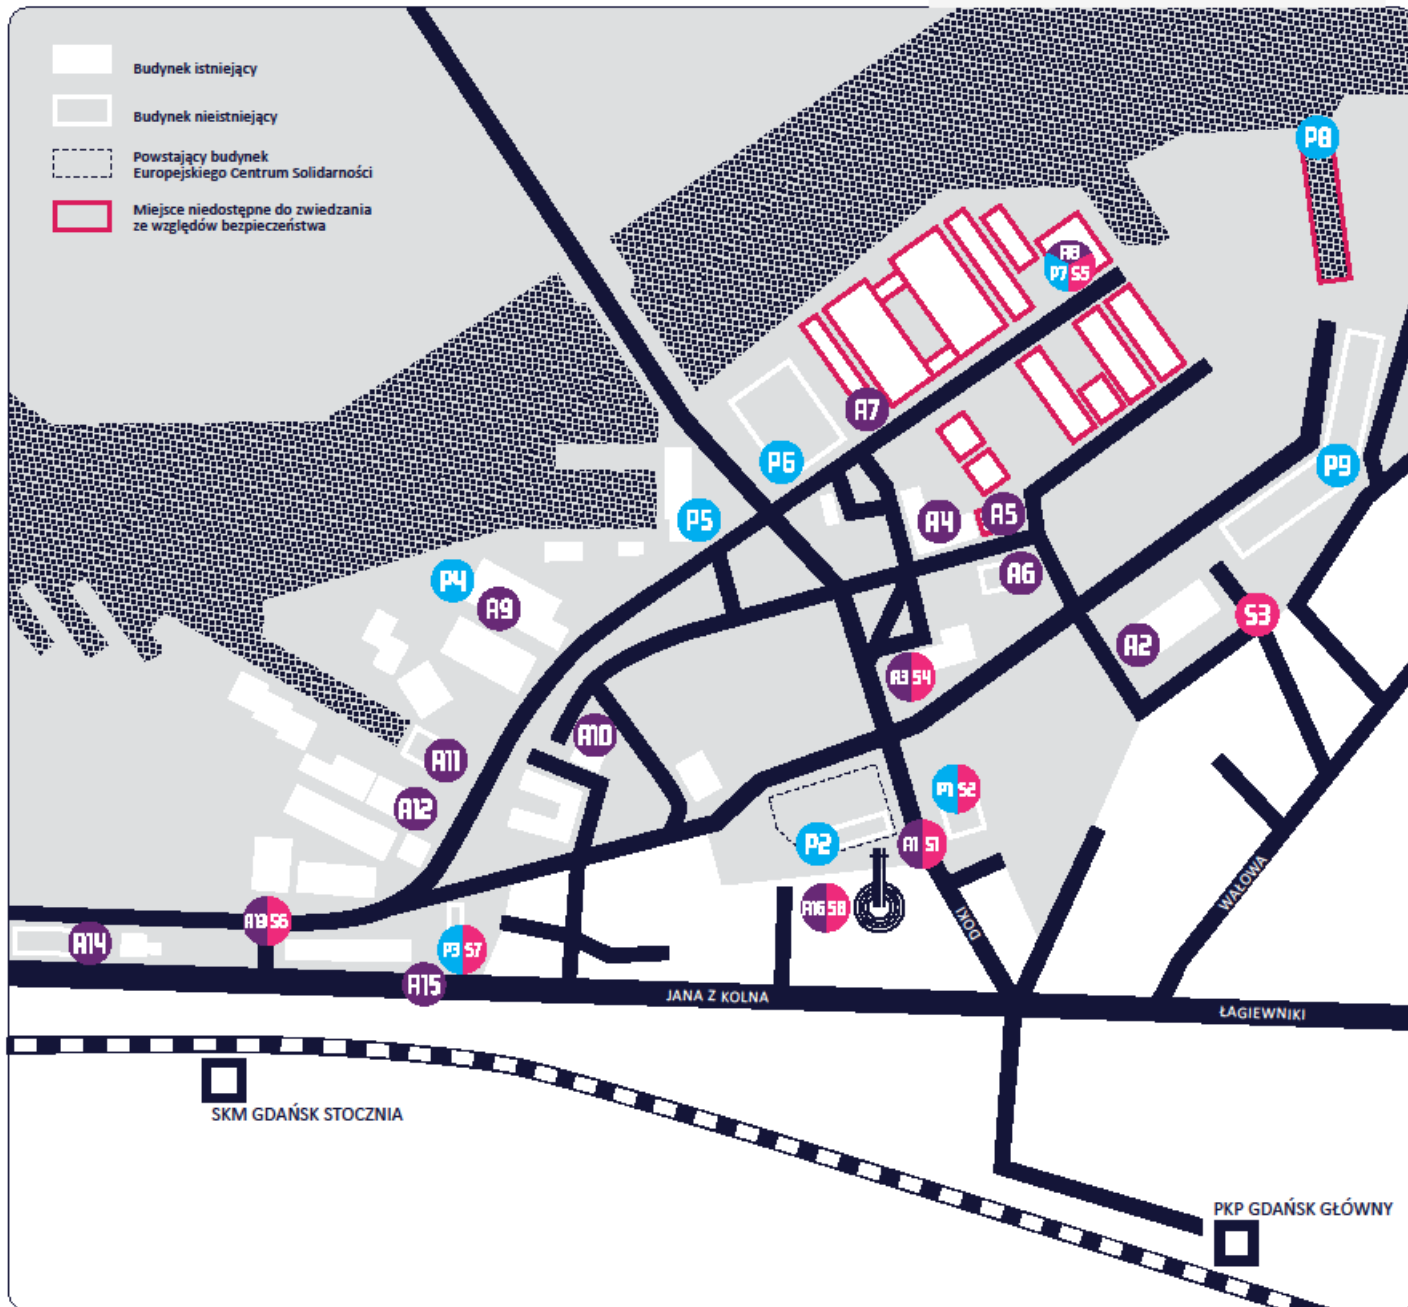 Budynek istniejący
Budynek nieistniejący
Powstający budynek
Europejskiego Centrum Solidarności
Miejsce niedostępne do zwiedzania
ze względów bezpieczeństwa
P8
A8
P7 S5
A7
P6
P9
P5
A4
A5
A6
P4
A9
S3
A2
A3 S4
A10
A11
P1 S2
A12
P2
A1 S1
A16 S8
A13 S6
A14
P3 S7
A15
DOKI
WAŁOWA
JANA Z KOLNA
ŁAGIEWNIKI
SKM GDAŃSK STOCZNIA
PKP GDAŃSK GŁÓWNY